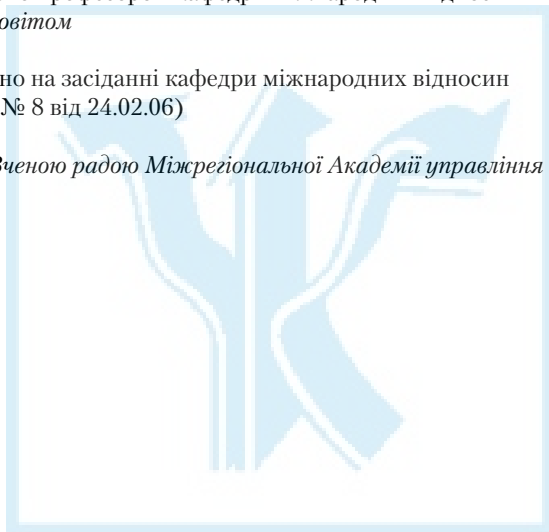 овітом
но на засіданні кафедри міжнародних відносин
№ 8 від 24.02.06)
Вченою радою Міжрегіональної Академії управління